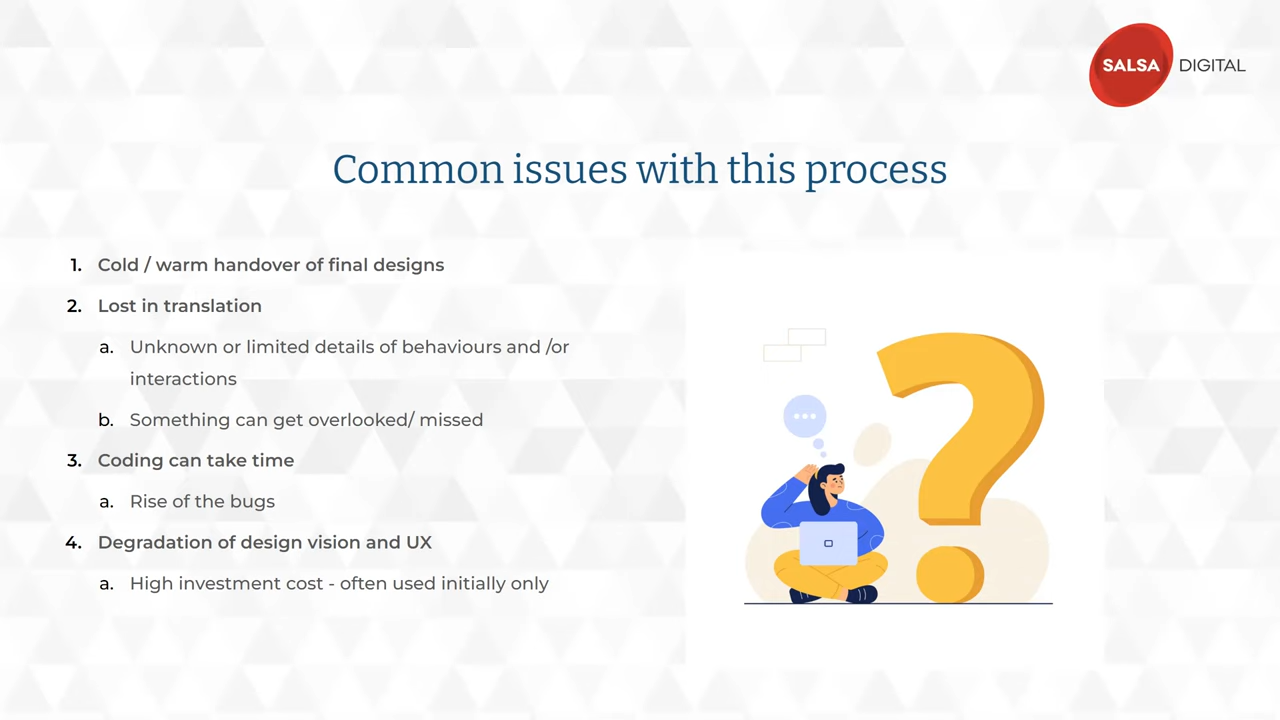 SALSA DIGITAL
Common issues with this process
1. Cold / warm handover of final designs
2. Lost in translation
a. Unknown or limited details of behaviours and /or
interactions
b. Something can get overlooked/ missed
3. Coding can take time
a. Rise of the bugs
4. Degradation of design vision and UX
a. High investment cost - often used initially only